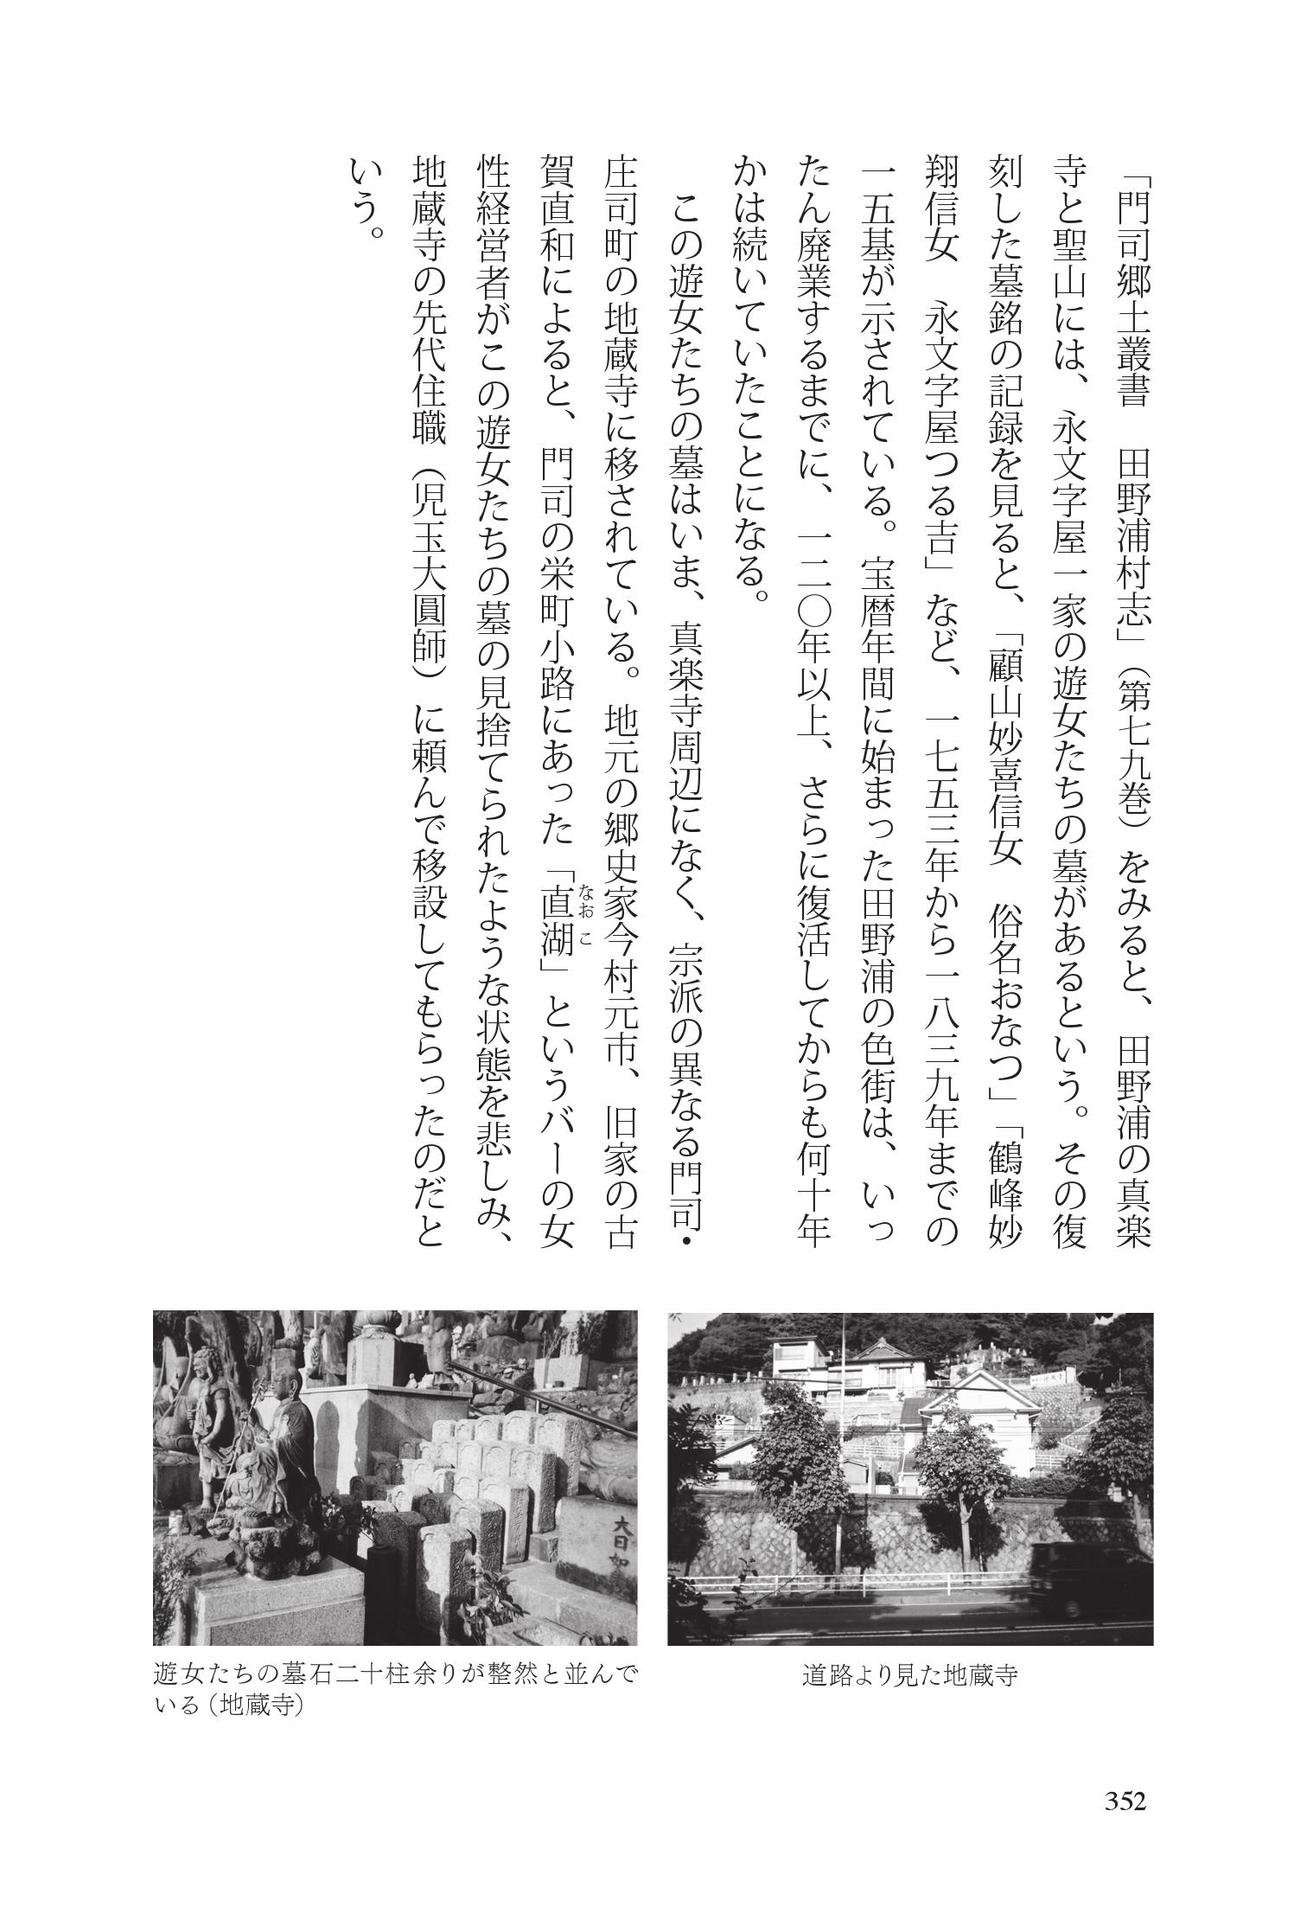 「門司郷土叢書　田野浦村志」（第七九巻）をみると、田野浦の真楽
寺と聖山には、永文字屋一家の遊女たちの墓があるという。その復
刻した墓銘の記録を見ると、「顧山妙喜信女　俗名おなつ」「鶴峰妙
翔信女　永文字屋つる吉」など、一七五三年から一八三九年までの
一五基が示されている。宝暦年間に始まった田野浦の色街は、いっ
たん廃業するまでに、一二〇年以上、さらに復活してからも何十年
かは続いていたことになる。
この遊女たちの墓はいま、真楽寺周辺になく、宗派の異なる門司・
庄司町の地蔵寺に移されている。地元の郷史家今村元市、旧家の古
賀直和によると、門司の栄町小路にあった「直湖」というバーの女
なおこ
性経営者がこの遊女たちの墓の見捨てられたような状態を悲しみ、
地蔵寺の先代住職（児玉大圓師）に頼んで移設してもらったのだと
いう。
道路より見た地蔵寺
大日如
遊女たちの墓石二十柱余りが整然と並んで
いる（地蔵寺）
352